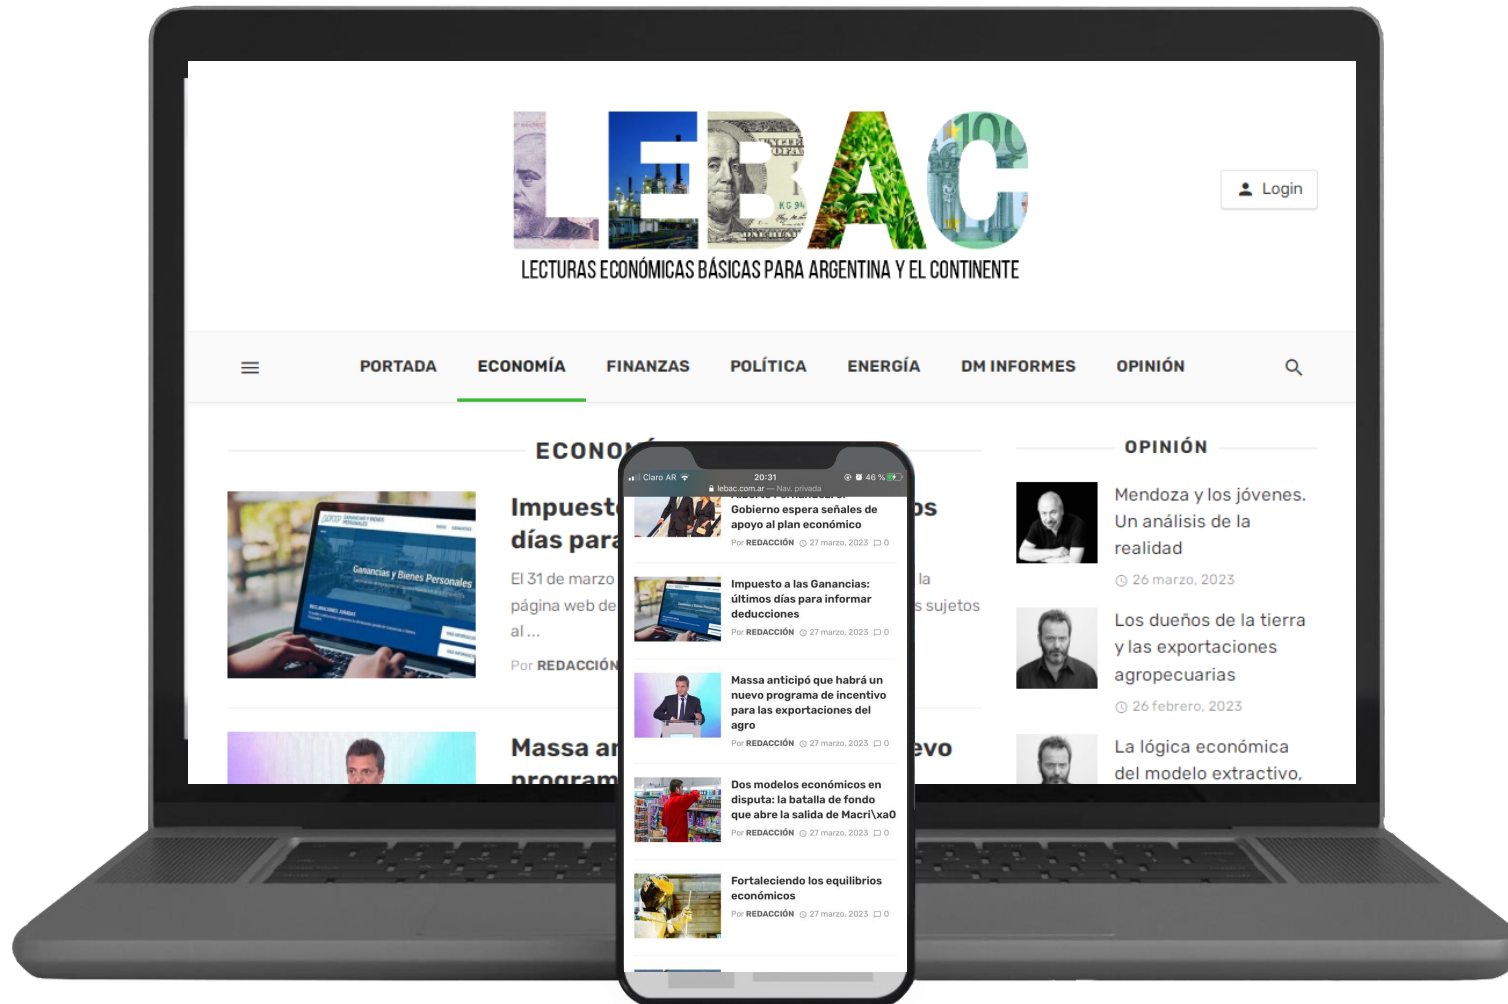 LEBAC
LECTURAS ECONÓMICAS BÁSICAS PARA ARGENTINA Y EL CONTINENTE
Login
PORTADA
ECONOMÍA
FINANZAS
POLÍTICA
ENERGÍA
DM INFORMES
OPINIÓN
días para
El 31 de marzo
la
página web de
sujetos
al ...
Por REDACCIÓN
Massa
OPINIÓN
Mendoza y los jóvenes.
Un análisis de la
realidad
26 marzo, 2023
Los dueños de la tierra
y las exportaciones
agropecuarias
26 febrero, 2023
La lógica económica
del modelo extractivo,
Claro AR
20:31
46 %
lebac.com.ar — Nav. privada
Gobierno espera señales de
apoyo al plan económico
Por REDACCIÓN 27 marzo, 2023 0
Impuesto a las Ganancias:
últimos días para informar
deducciones
Por REDACCIÓN 27 marzo, 2023 0
Massa anticipó que habrá un
nuevo programa de incentivo
para las exportaciones del
agro
Por REDACCIÓN 27 marzo, 2023 0
Dos modelos económicos en
disputa: la batalla de fondo
que abre la salida de Macri\xa0
Por REDACCIÓN 27 marzo, 2023 0
Fortaleciendo los equilibrios
económicos
Por REDACCIÓN 27 marzo, 2023 0
Ganancias y Bienes Personales